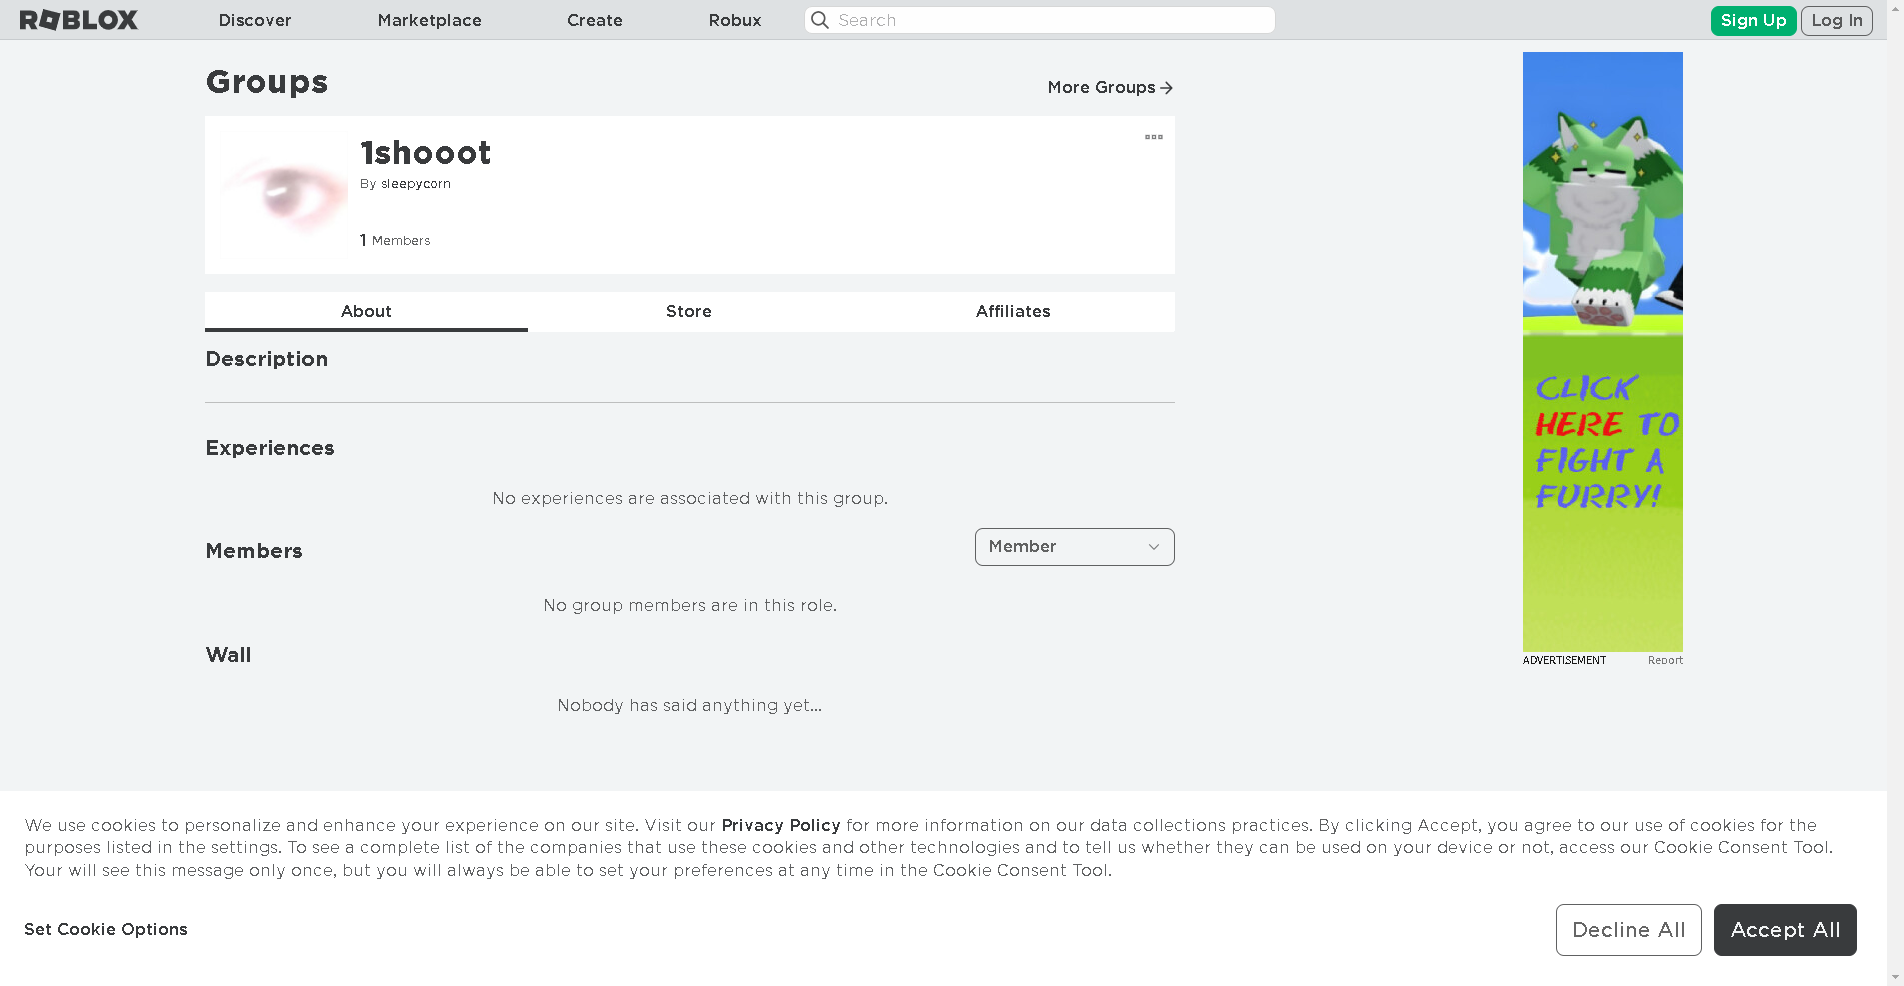 ROBLOX
Discover
Marketplace
Create
Robux
Search
Sign Up
Log In
Groups
More Groups
1shooot
By sleepycorn
1 Members
About
Store
Affiliates
Description
Experiences
No experiences are associated with this group.
Members
Member
No group members are in this role.
Wall
Nobody has said anything yet...
CLICK
HERE TO
FIGHT A
FURRY!
ADVERTISEMENT
Report
We use cookies to personalize and enhance your experience on our site. Visit our Privacy Policy for more information on our data collections practices. By clicking Accept, you agree to our use of cookies for the
purposes listed in the settings. To see a complete list of the companies that use these cookies and other technologies and to tell us whether they can be used on your device or not, access our Cookie Consent Tool.
Your will see this message only once, but you will always be able to set your preferences at any time in the Cookie Consent Tool.
Set Cookie Options
Decline All
Accept All